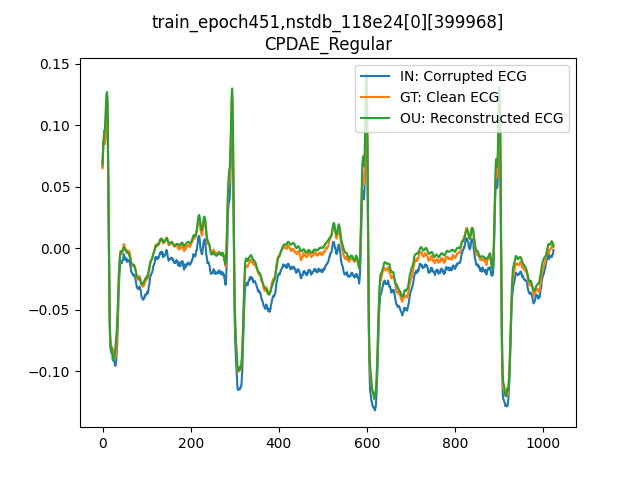 train_epoch451,nstdb_118e24[0][399968]
CPDAE_Regular
IN: Corrupted ECG
GT: Clean ECG
OU: Reconstructed ECG
0.15
0.10
0.05
0.00
−0.05
−0.10
0 200 400 600 800 1000